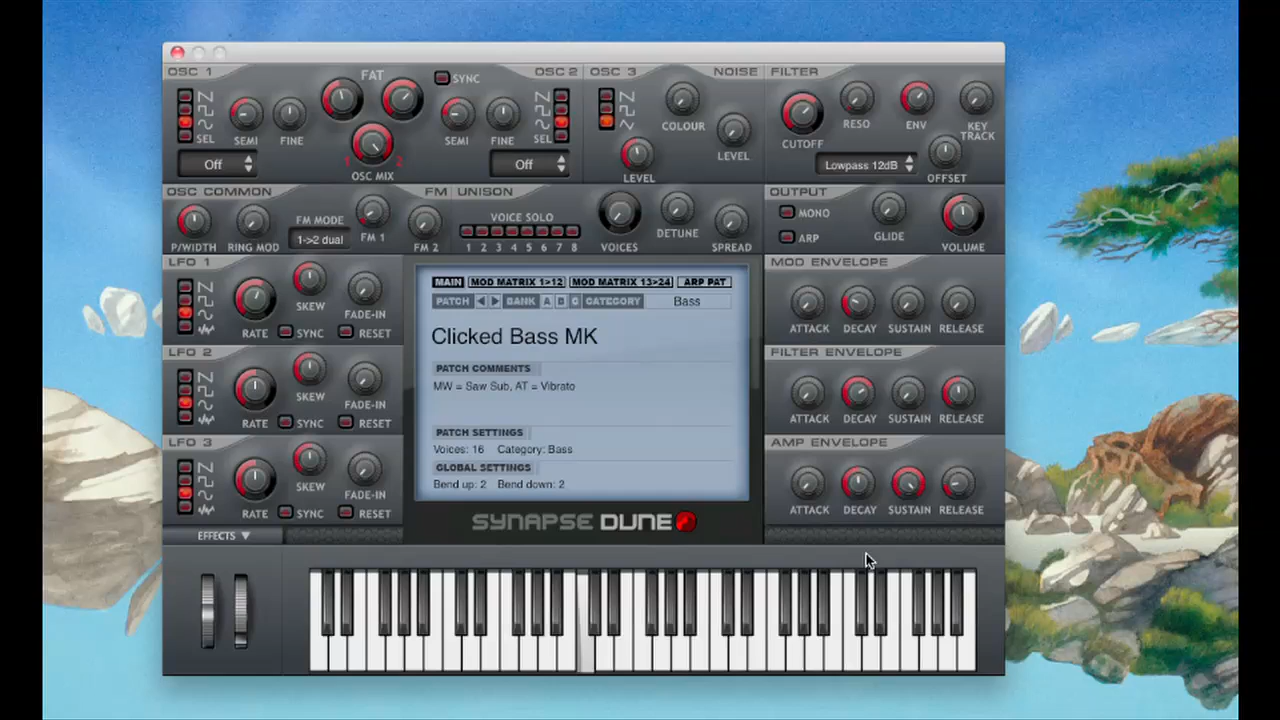 OSC 1
FAT
SYNC
OSC 2
OSC 3
NOISE
FILTER
SEL
SEMI
FINE
SEMI
FINE
SEL
COLOUR
LEVEL
CUTOFF
RESO
ENV
KEY
TRACK
Off
1
2
OSC MIX
Off
LEVEL
Lowpass 12dB
OFFSET
OSC COMMON
FM
UNISON
OUTPUT
P/WIDTH
RING MOD
FM MODE
1->2 dual
FM 1
FM 2
VOICE SOLO
1 2 3 4 5 6 7 8
VOICES
DETUNE
SPREAD
MONO
ARP
GLIDE
VOLUME
LFO 1
RATE
SKEW
SYNC
FADE-IN
RESET
LFO 2
RATE
SKEW
SYNC
FADE-IN
RESET
LFO 3
RATE
SKEW
SYNC
FADE-IN
RESET
MAIN MOD MATRIX 1>12 MOD MATRIX 13>24 ARP PAT
PATCH BANK A B C CATEGORY Bass
Clicked Bass MK
PATCH COMMENTS
MW = Saw Sub, AT = Vibrato
PATCH SETTINGS
Voices: 16 Category: Bass
GLOBAL SETTINGS
Bend up: 2 Bend down: 2
SYNAPSE DUNE
MOD ENVELOPE
ATTACK DECAY SUSTAIN RELEASE
FILTER ENVELOPE
ATTACK DECAY SUSTAIN RELEASE
AMP ENVELOPE
ATTACK DECAY SUSTAIN RELEASE
EFFECTS